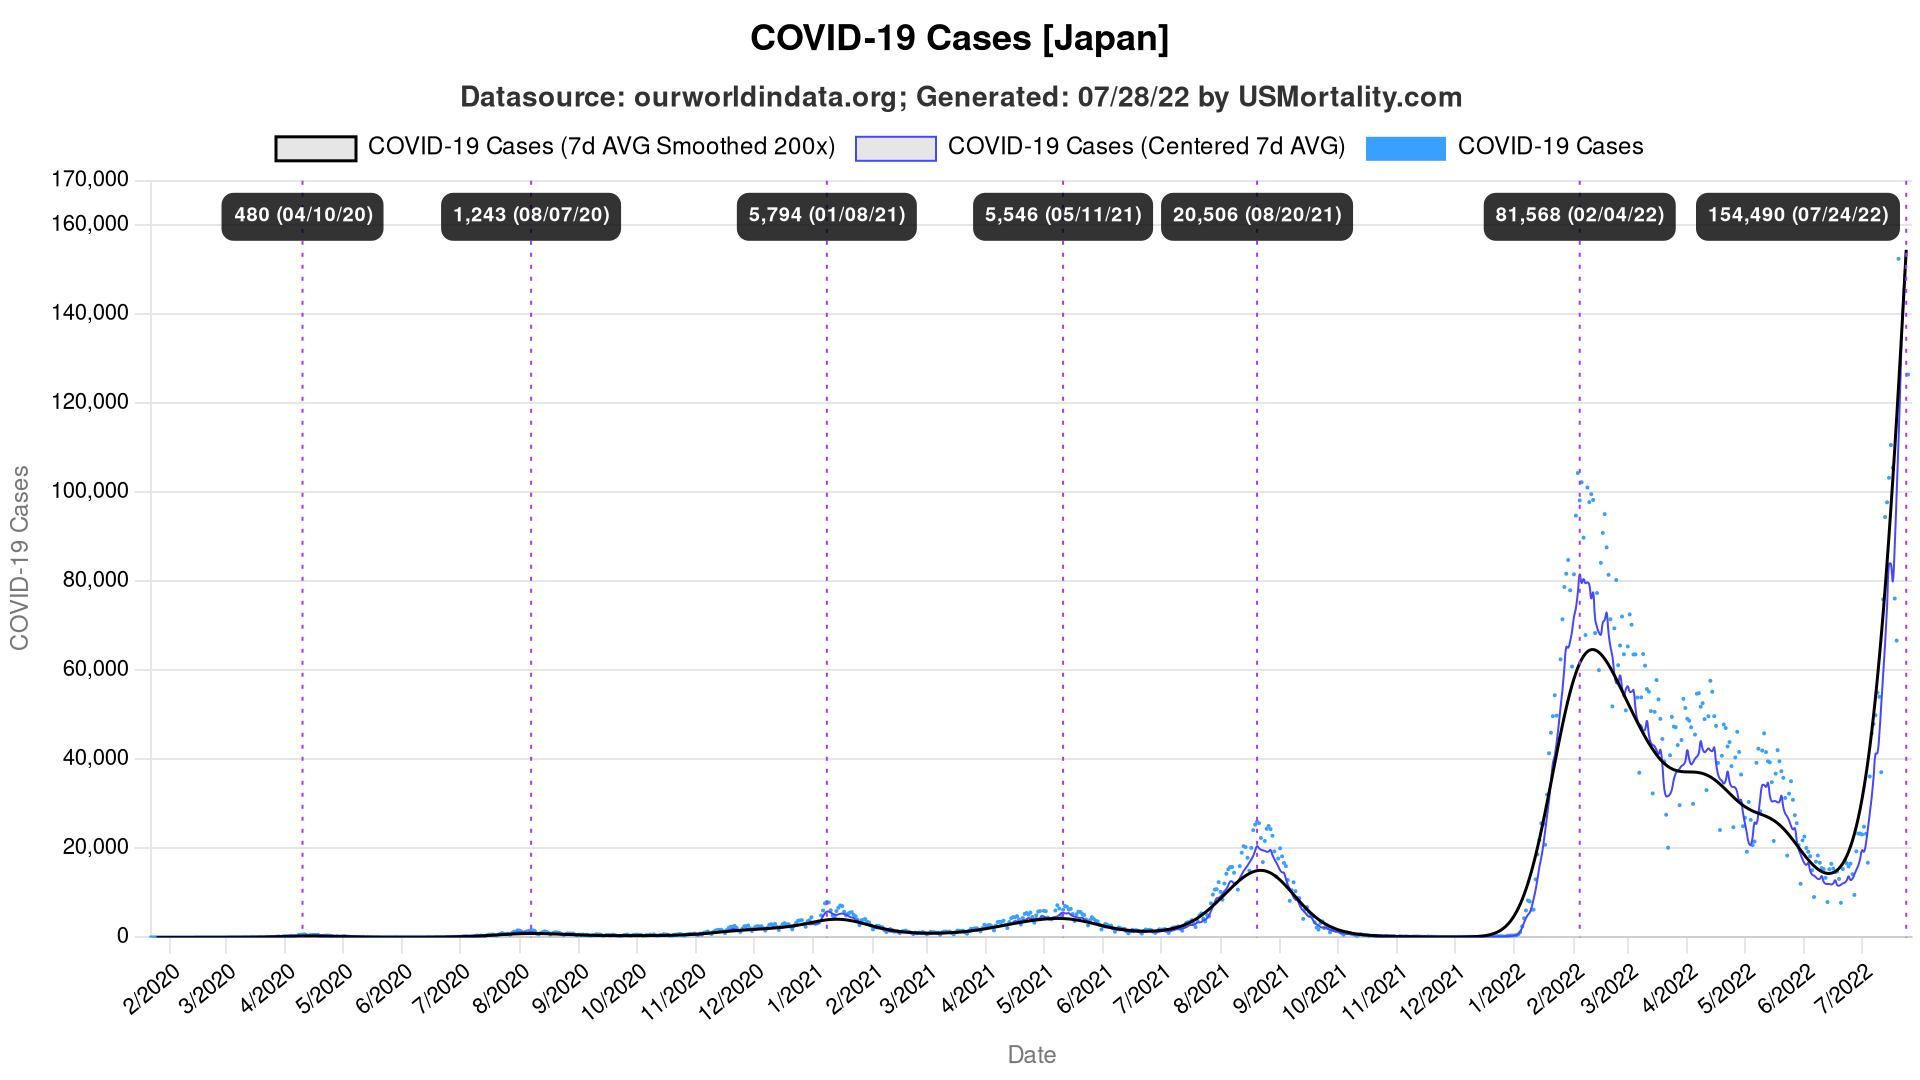 COVID-19 Cases [Japan]
Datasource: ourworldindata.org; Generated: 07/28/22 by USMortality.com
COVID-19 Cases (7d AVG Smoothed 200x) COVID-19 Cases (Centered 7d AVG) COVID-19 Cases
170,000
480 (04/10/20) 1,243 (08/07/20) 5,794 (01/08/21) 5,546 (05/11/21) 20,506 (08/20/21) 81,568 (02/04/22) 154,490 (07/24/22)
160,000
140,000
120,000
100,000
80,000
60,000
40,000
20,000
0
COVID-19 Cases
2/2020 3/2020 4/2020 5/2020 6/2020 7/2020 8/2020 9/2020 10/2020 11/2020 12/2020 1/2021 2/2021 3/2021 4/2021 5/2021 6/2021 7/2021 8/2021 9/2021 10/2021 11/2021 12/2021 1/2022 2/2022 3/2022 4/2022 5/2022 6/2022 7/2022
Date